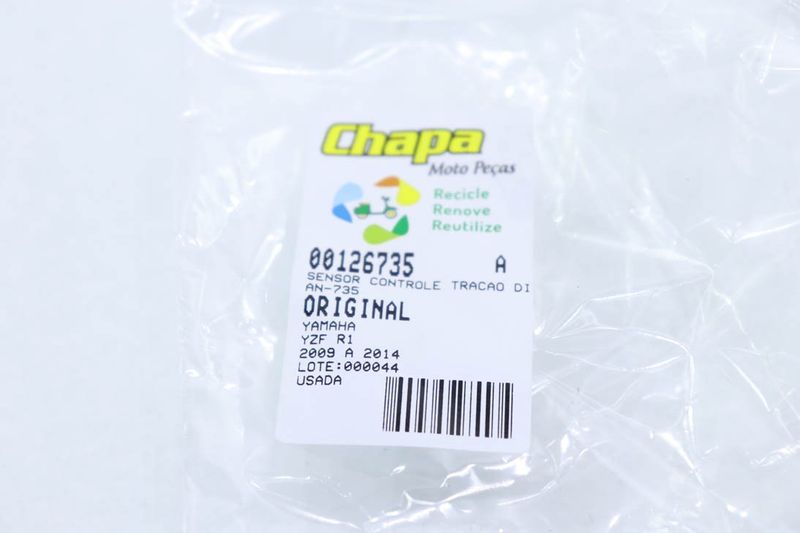 Chapa
Moto Peças
Recicle
Renove
Reutilize
00126735 A
SENSOR CONTROLE TRACAO DI
AN-735
ORIGINAL
YAMAHA
YZF R1
2009 A 2014
LOTE:000044
USADA